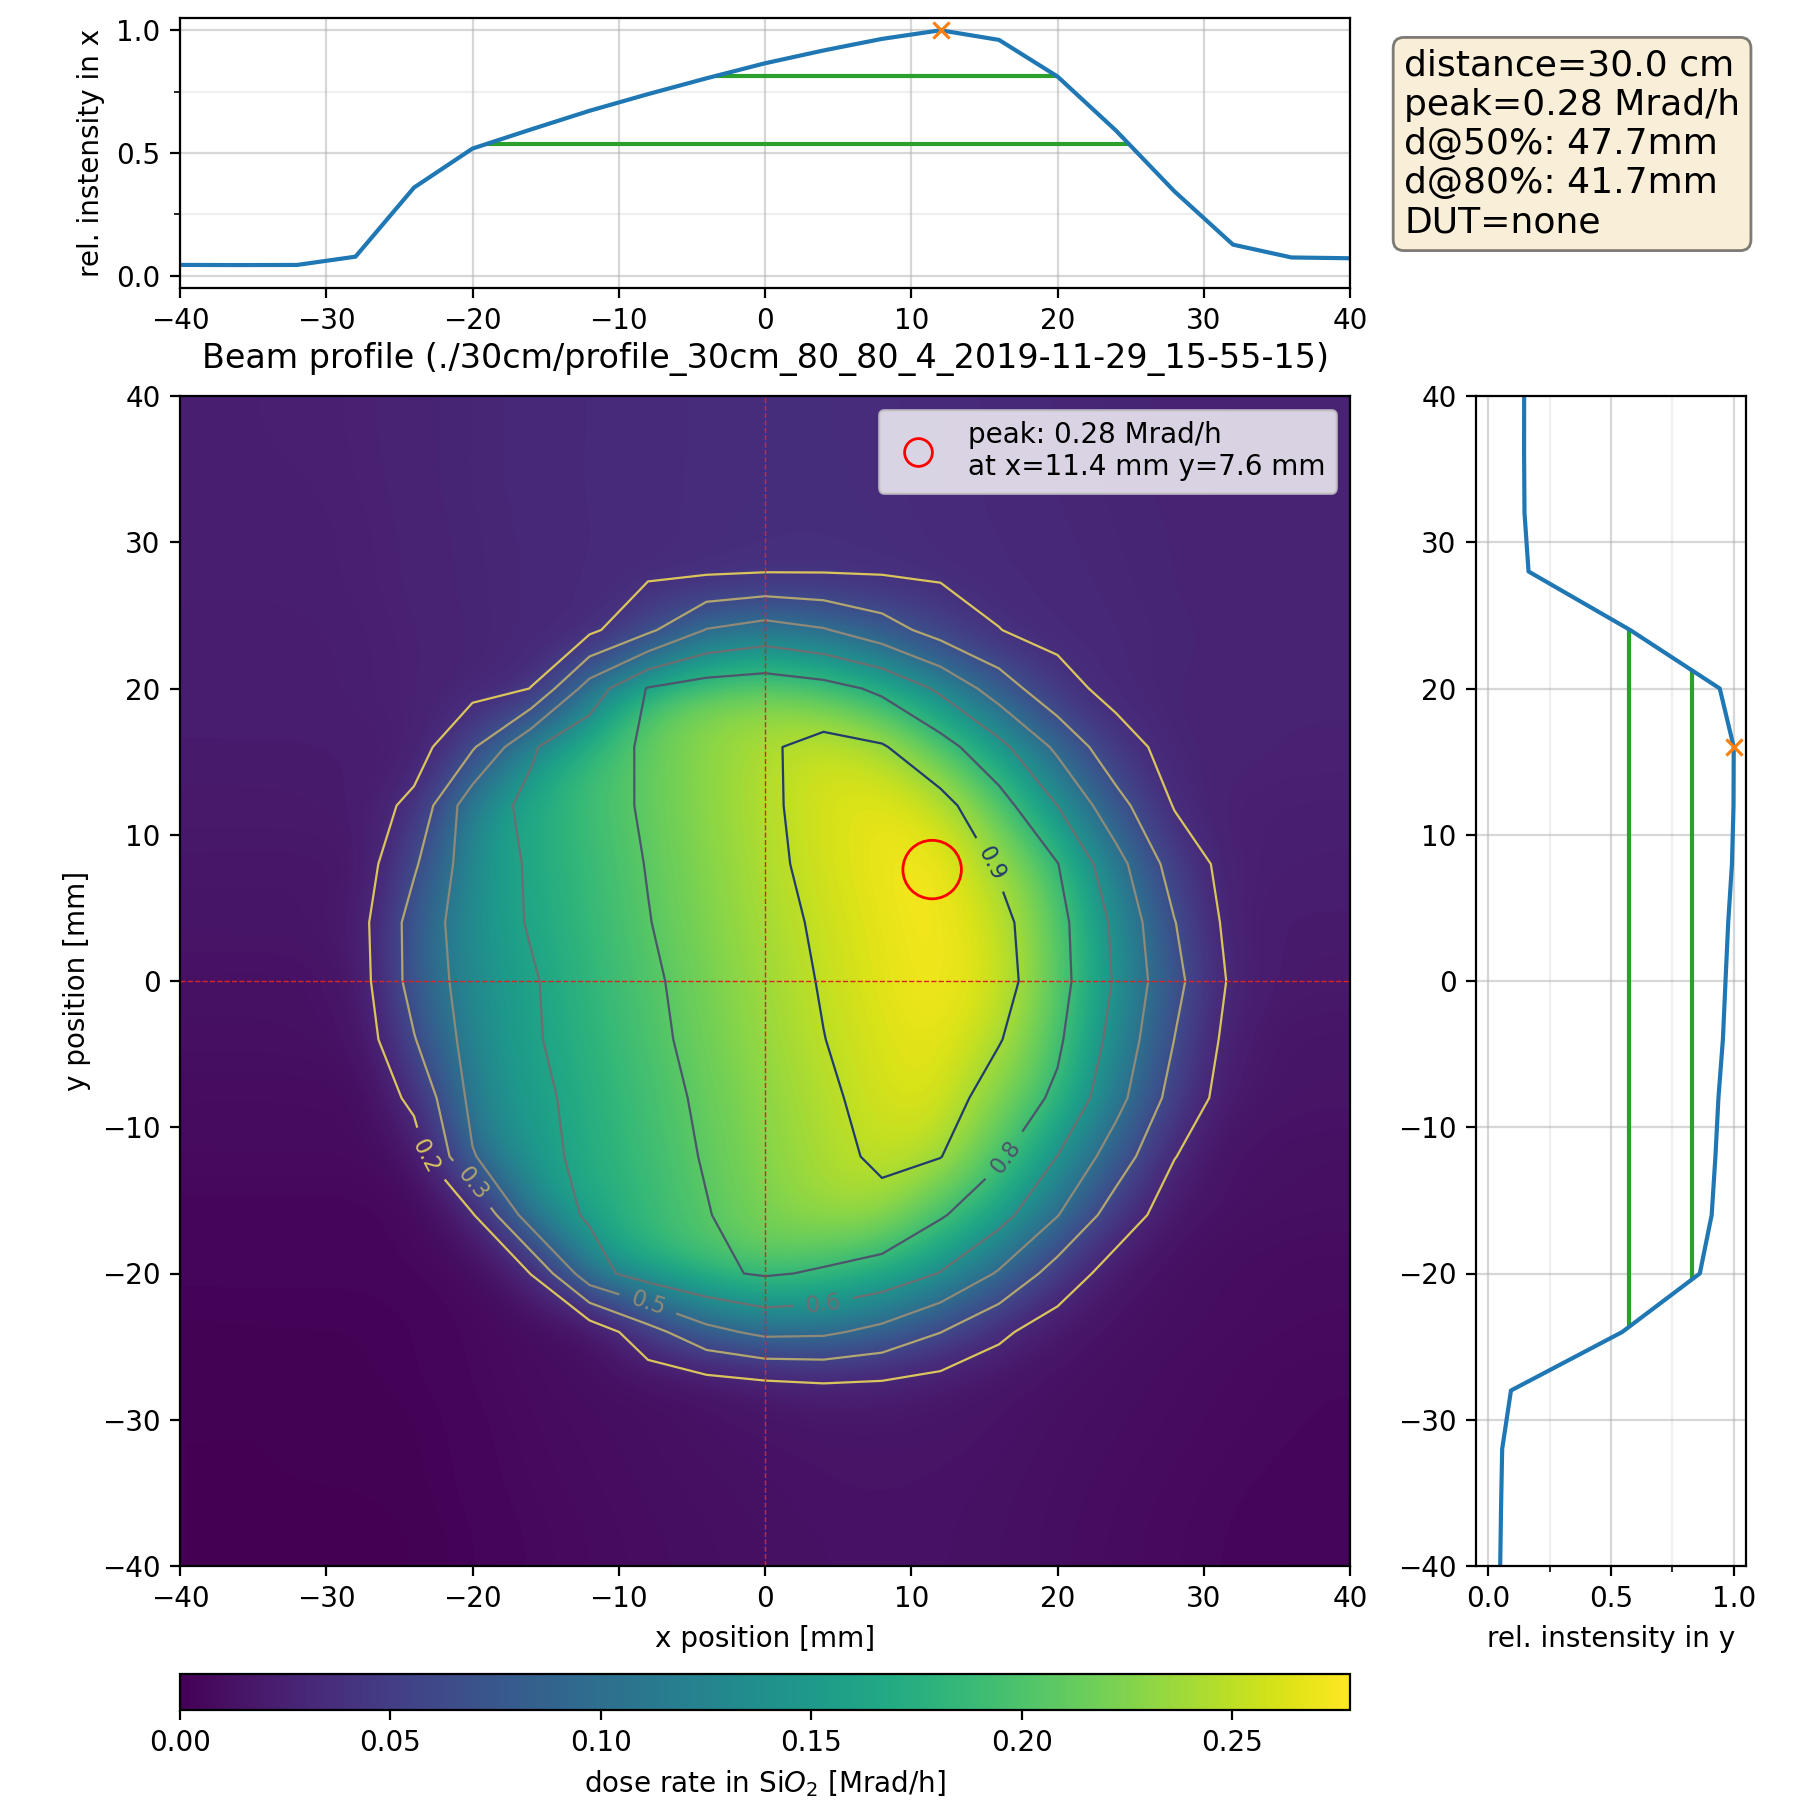 rel. instensity in x
1.0
0.5
0.0
−40 −30 −20 −10 0 10 20 30 40
distance=30.0 cm
peak=0.28 Mrad/h
d@50%: 47.7mm
d@80%: 41.7mm
DUT=none
Beam profile (./30cm/profile_30cm_80_80_4_2019-11-29_15-55-15)
peak: 0.28 Mrad/h
at x=11.4 mm y=7.6 mm
y position [mm]
40
30
20
10
0
−10
−20
−30
−40
0.9
0.8
0.2
0.3
0.5
0.6
−40 −30 −20 −10 0 10 20 30 40
x position [mm]
40
30
20
10
0
−10
−20
−30
−40
0.0 0.5 1.0
rel. instensity in y
0.00 0.05 0.10 0.15 0.20 0.25
dose rate in SiO₂ [Mrad/h]